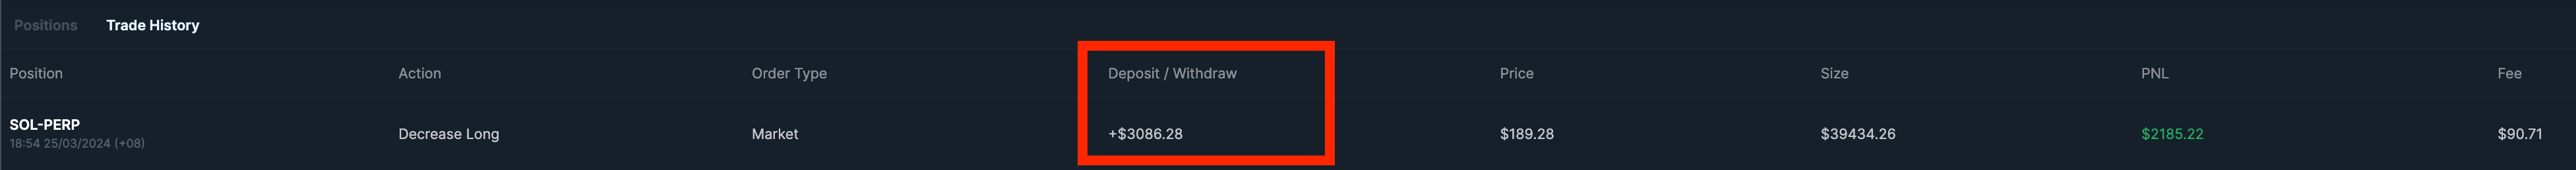 Positions Trade History
Position Action Order Type Deposit / Withdraw Price Size PNL Fee
SOL-PERP
18:54 25/03/2024 (+08) Decrease Long Market +$3086.28 $189.28 $39434.26 $2185.22 $90.71